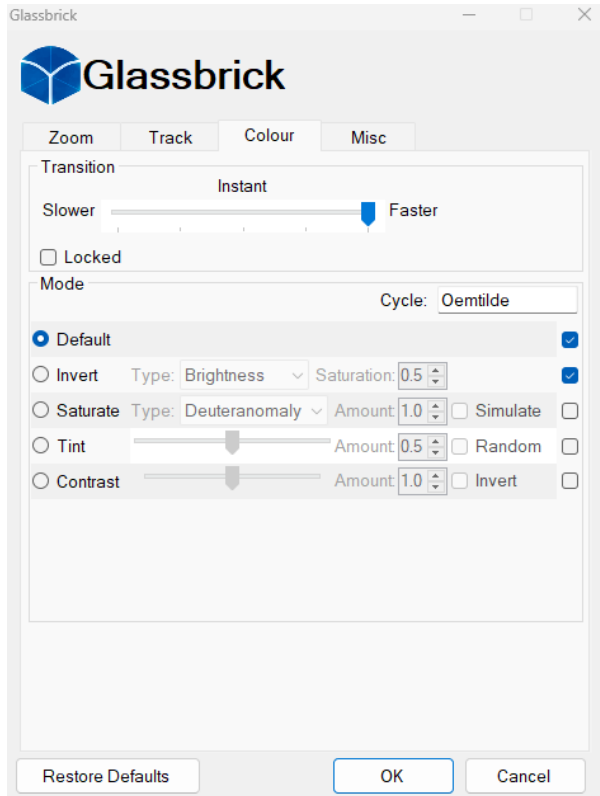 Glassbrick
Glassbrick
Zoom Track Colour Misc
Transition
Instant
Slower Faster
Locked
Mode
Cycle: Oemtilde
Default
Invert Type: Brightness Saturation: 0.5
Saturate Type: Deuteranomaly Amount: 1.0 Simulate
Tint Amount: 0.5 Random
Contrast Amount: 1.0 Invert
Restore Defaults OK Cancel